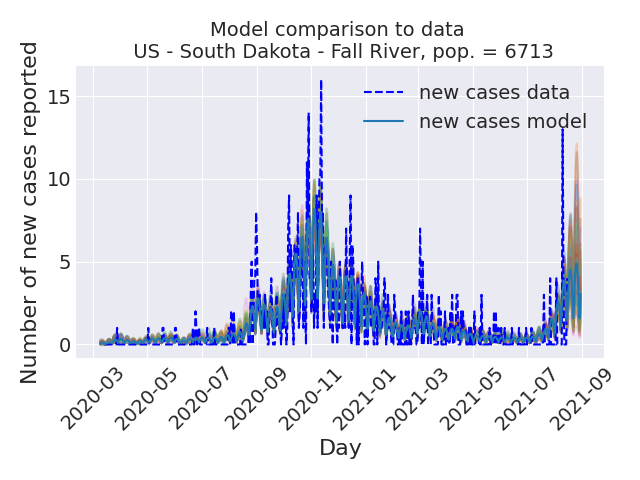 Model comparison to data
US - South Dakota - Fall River, pop. = 6713
Number of new cases reported
15
10
5
0
new cases data
new cases model
2020-03
2020-05
2020-07
2020-09
2020-11
2021-01
2021-03
2021-05
2021-07
2021-09
Day